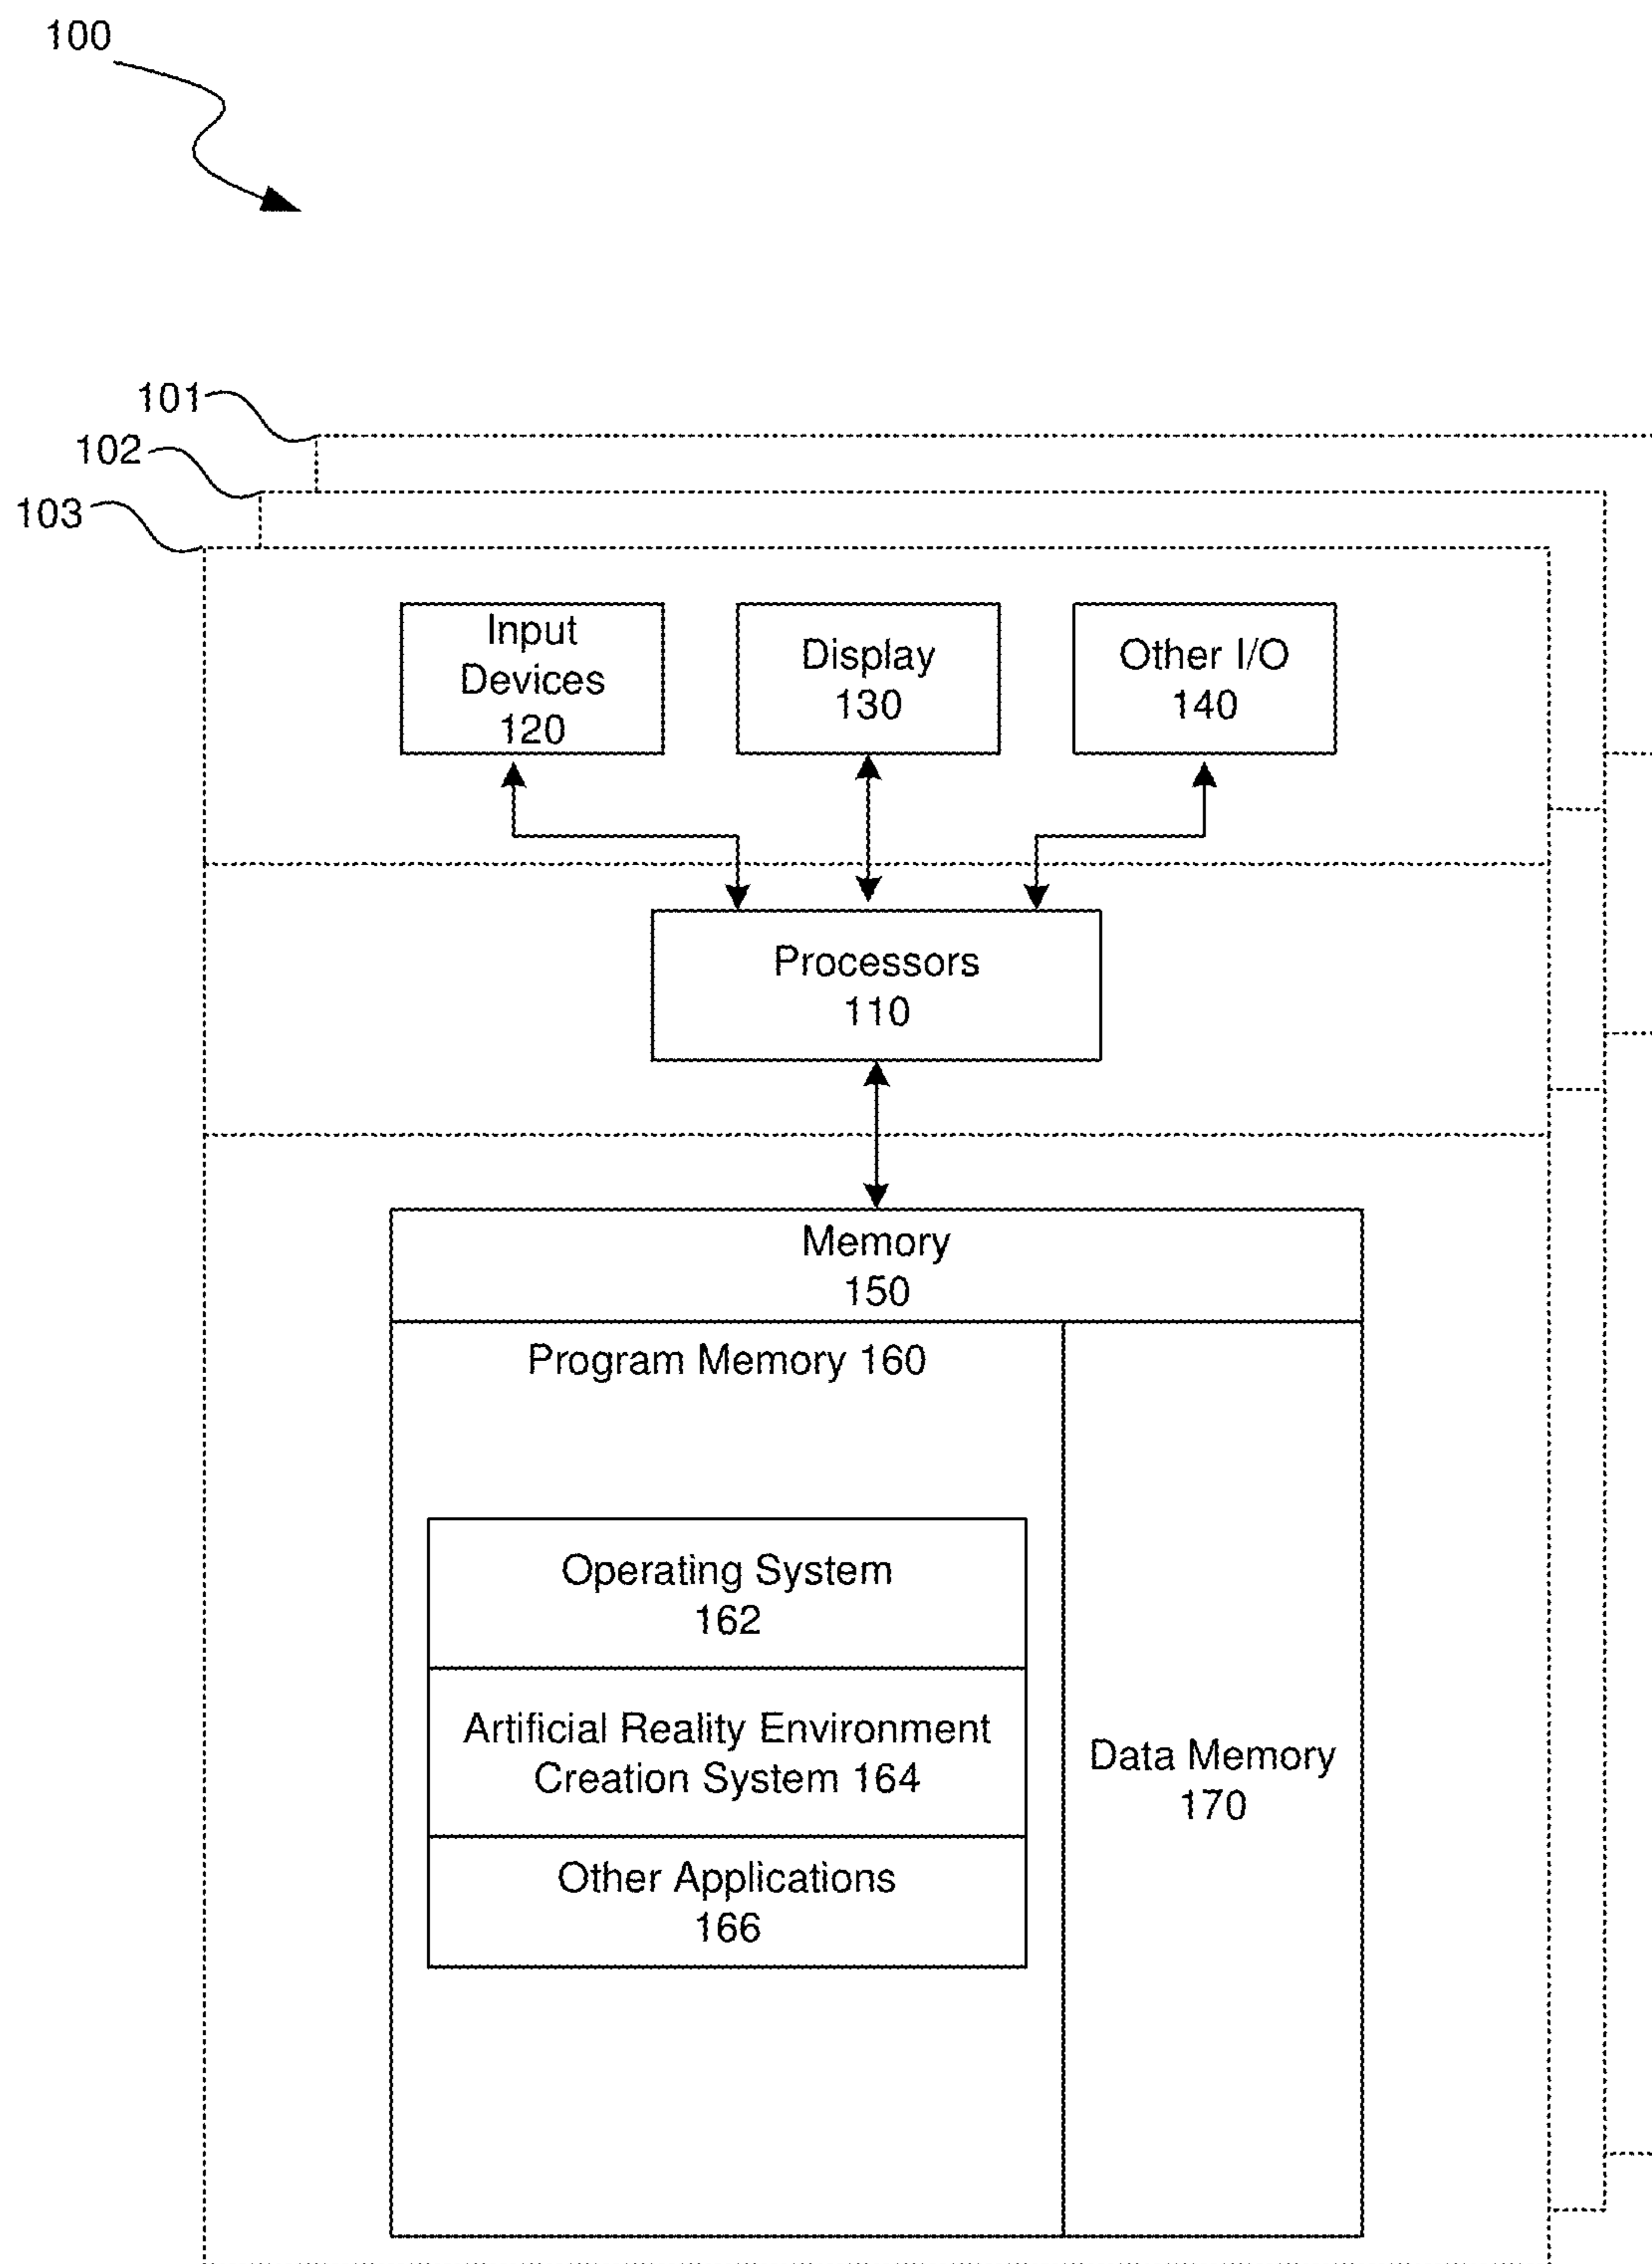 100
101
102
103
Input
Devices
120
Display
130
Other I/O
140
Processors
110
Memory
150
Program Memory 160
Operating System
162
Artificial Reality Environment
Creation System 164
Other Applications
166
Data Memory
170